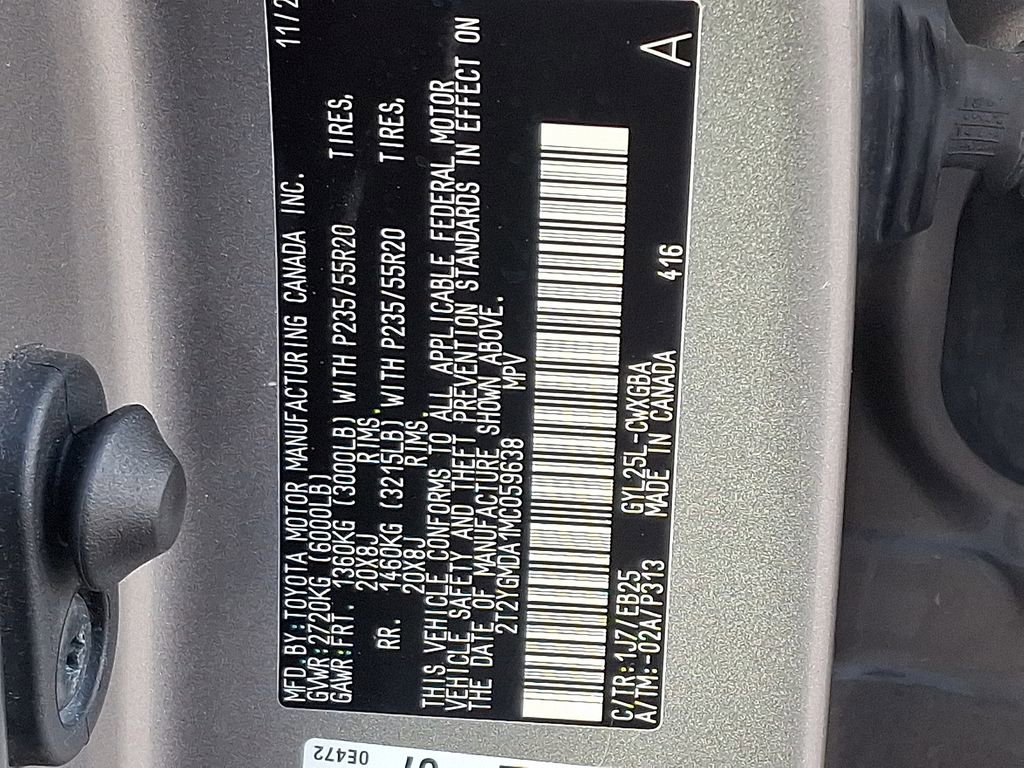 MFD.BY:TOYOTA MOTOR MANUFACTURING CANADA INC. 11/2
GVWR:2720KG (6000LB)
GAWR:FRT. 1360KG (3000LB) WITH P235/55R20 TIRES,
20X8J RIMS.
RR. 1460KG (3215LB) WITH P235/55R20 TIRES,
20X8J RIMS.
THIS VEHICLE CONFORMS TO ALL APPLICABLE FEDERAL MOTOR
VEHICLE SAFETY AND THEFT PREVENTION STANDARDS IN EFFECT ON
THE DATE OF MANUFACTURE SHOWN ABOVE.
2T2YGMDA1MC059638 MPV
C/TR:1J7/EB25 GYL25L-CWXGBA 416
A/TM:-02A/P313 MADE IN CANADA A
0E472